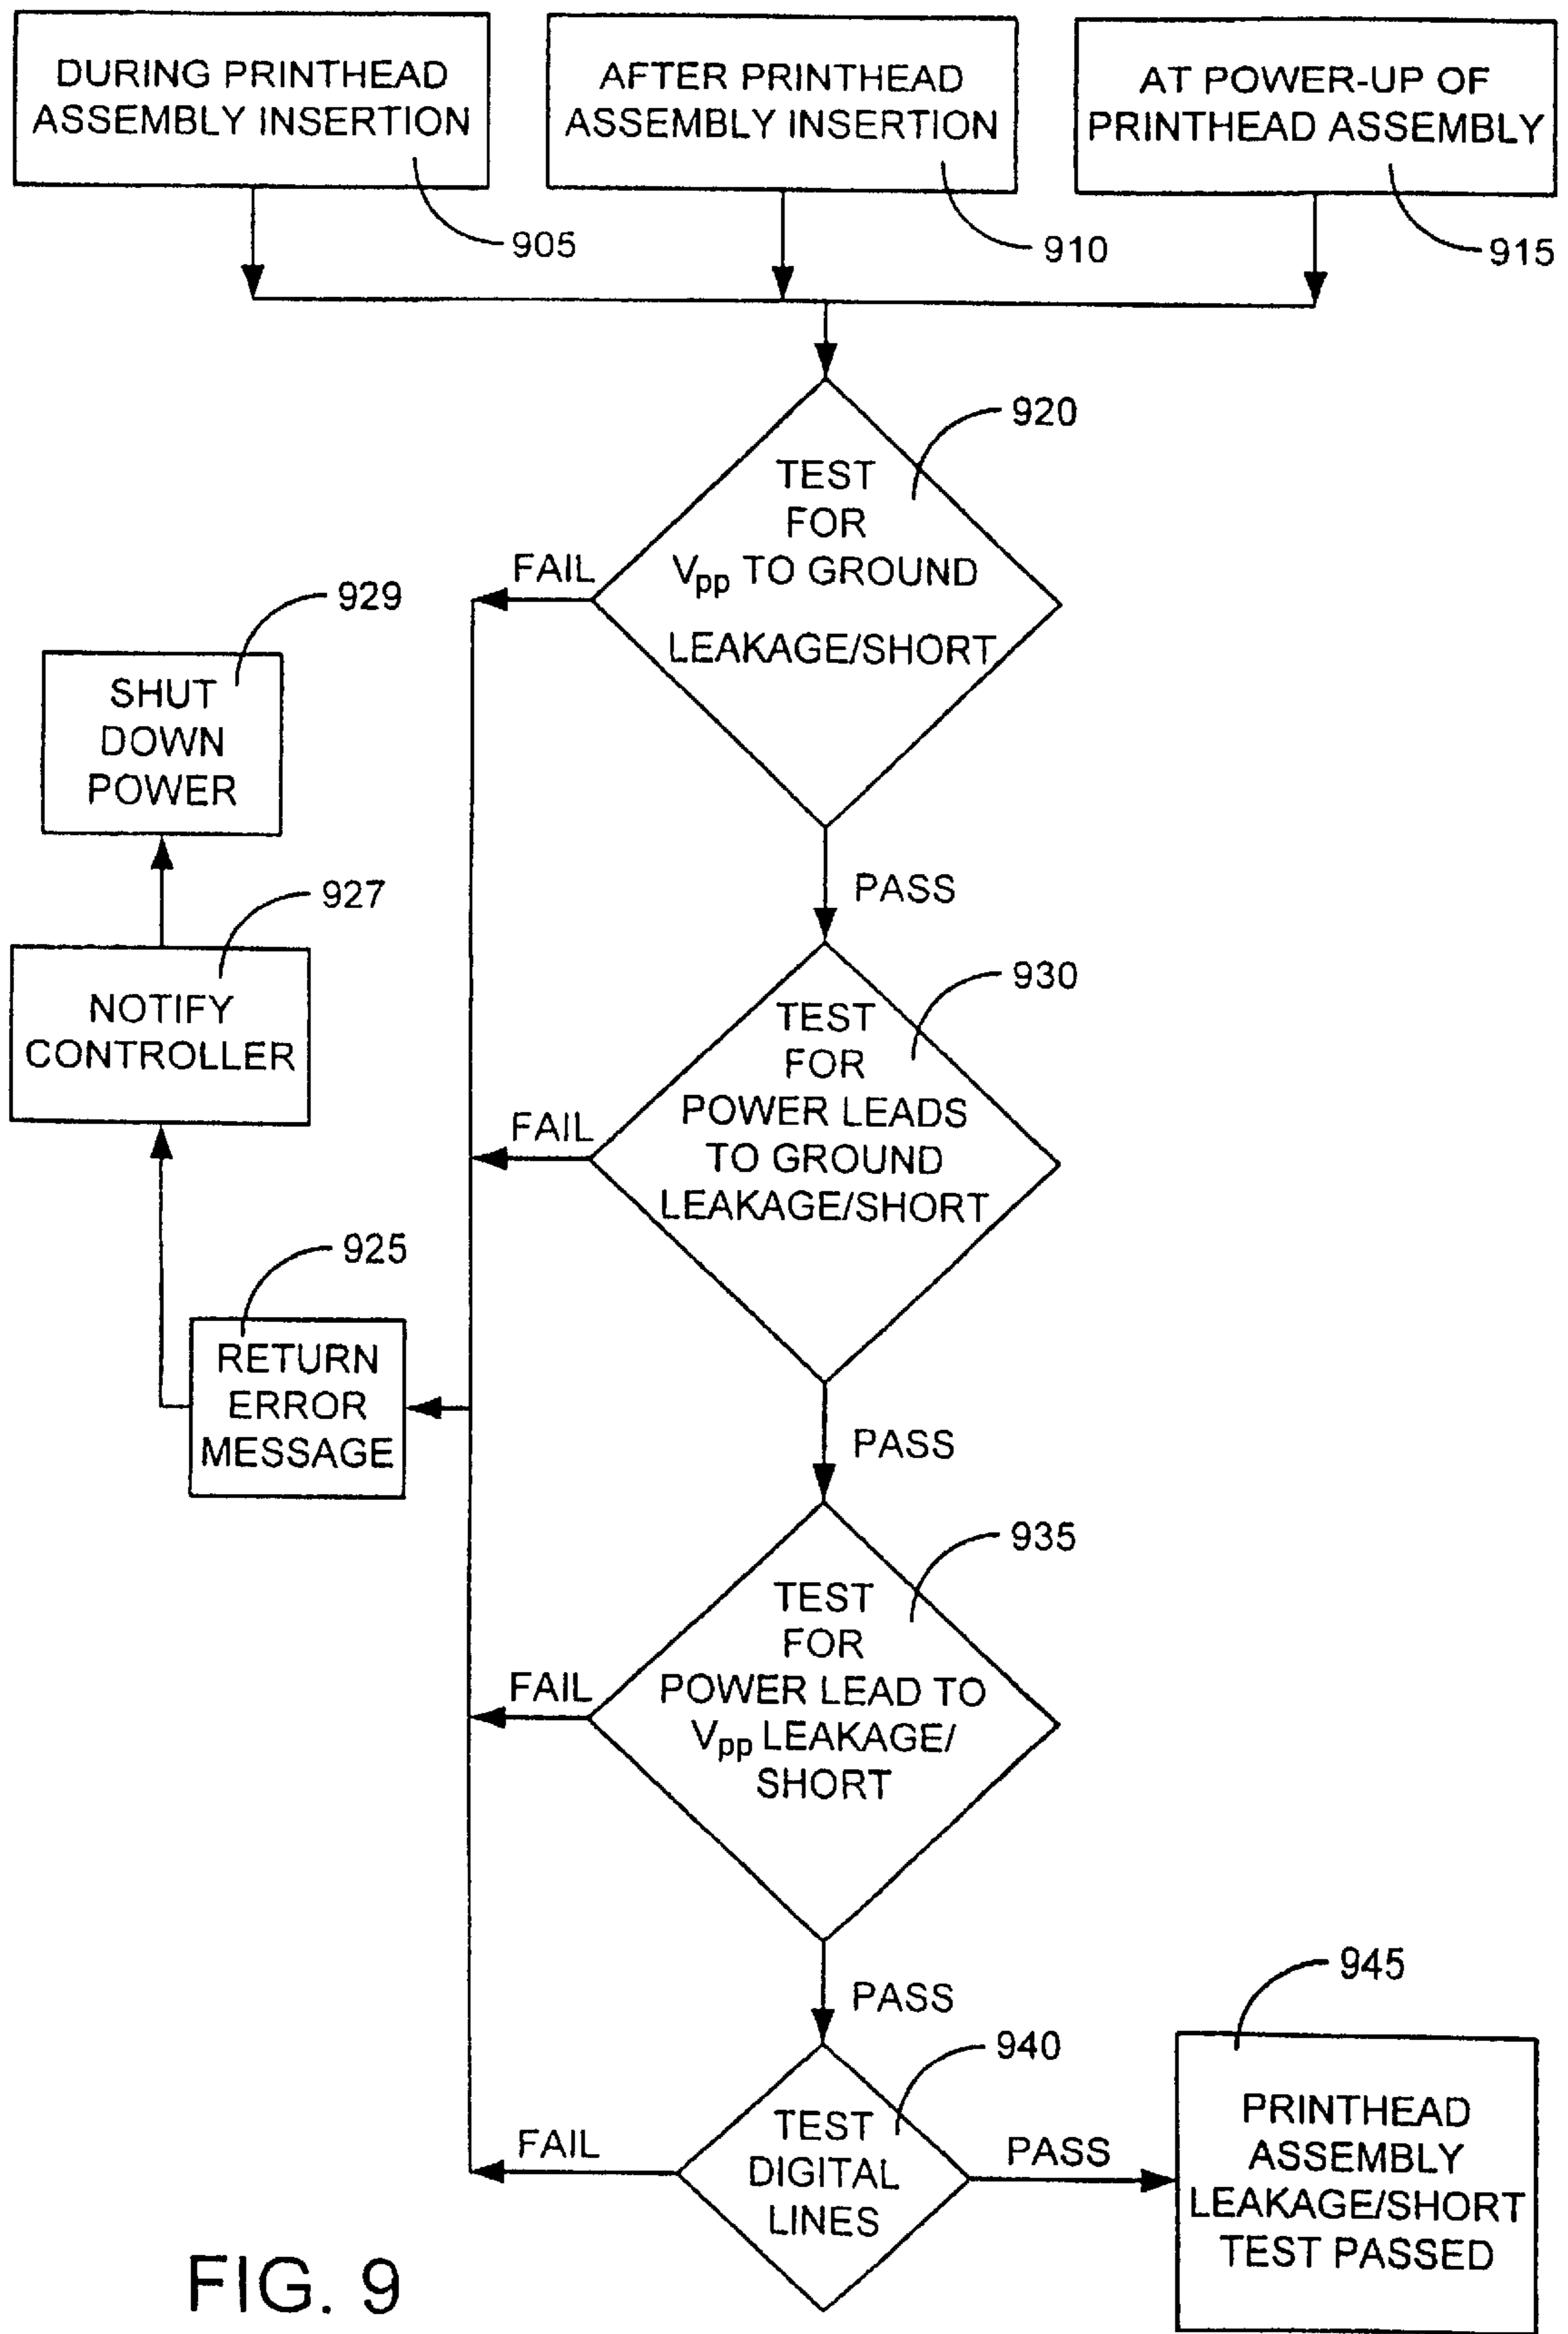 DURING PRINTHEAD
ASSEMBLY INSERTION
905
AFTER PRINTHEAD
ASSEMBLY INSERTION
910
AT POWER-UP OF
PRINTHEAD ASSEMBLY
915
920
TEST
FOR
Vpp TO GROUND
LEAKAGE/SHORT
FAIL
PASS
929
SHUT
DOWN
POWER
927
NOTIFY
CONTROLLER
930
TEST
FOR
POWER LEADS
TO GROUND
LEAKAGE/SHORT
FAIL
PASS
925
RETURN
ERROR
MESSAGE
935
TEST
FOR
POWER LEAD TO
Vpp LEAKAGE/
SHORT
FAIL
PASS
940
TEST
DIGITAL
LINES
FAIL
PASS
945
PRINTHEAD
ASSEMBLY
LEAKAGE/SHORT
TEST PASSED
FIG. 9